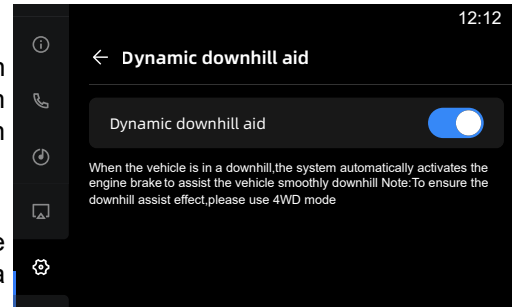 12:12
Dynamic downhill aid
Dynamic downhill aid
When the vehicle is in a downhill,the system automatically activates the
engine brake to assist the vehicle smoothly downhill Note:To ensure the
downhill assist effect,please use 4WD mode